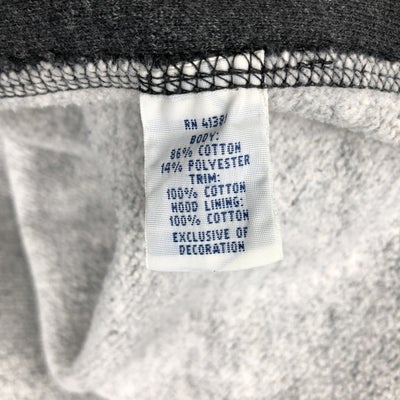 RN 41381
BODY:
86% COTTON
14% POLYESTER
TRIM:
100% COTTON
HOOD LINING:
100% COTTON
EXCLUSIVE OF
DECORATION